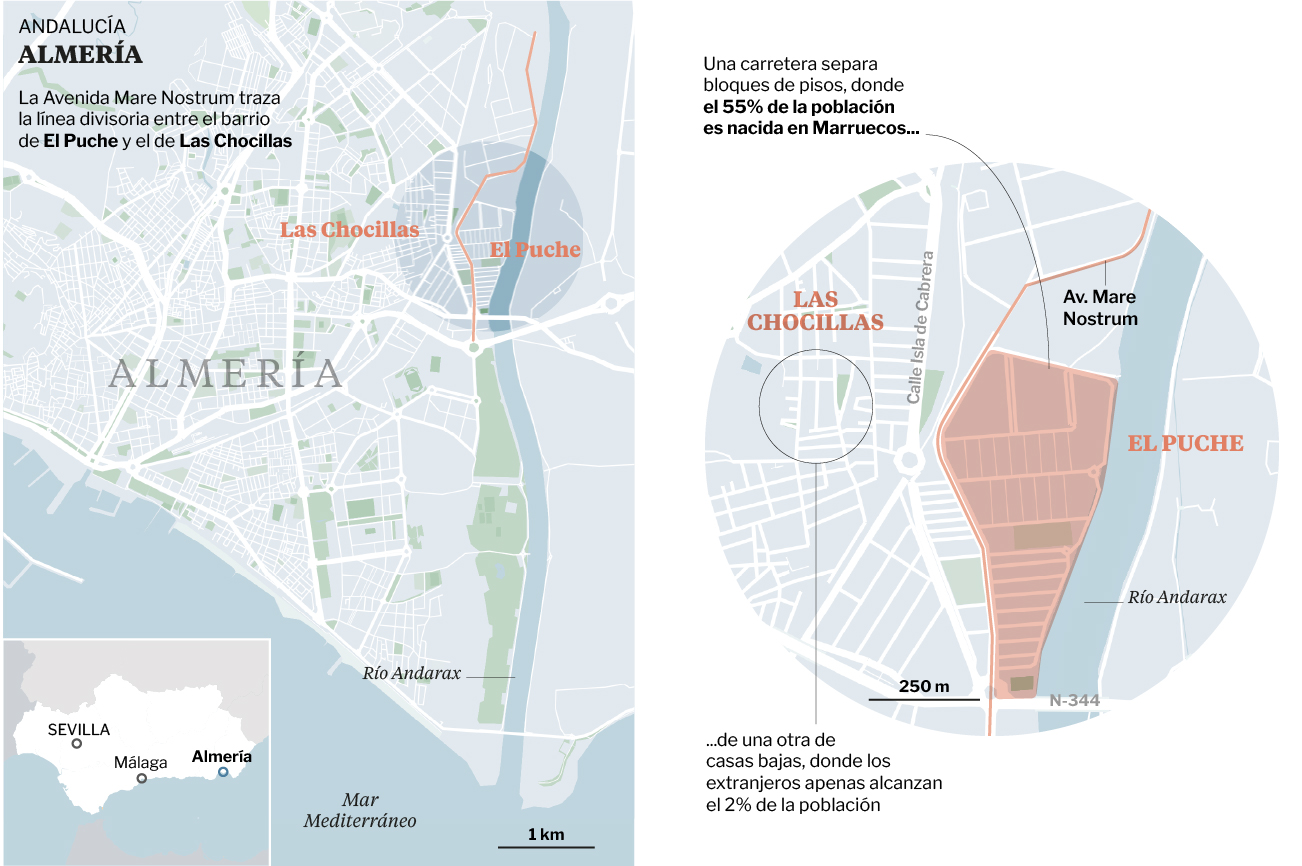 ANDALUCÍA
ALMERÍA
La Avenida Mare Nostrum traza
la línea divisoria entre el barrio
de El Puche y el de Las Chocillas
Las Chocillas
El Puche
ALMERÍA
Río Andarax
SEVILLA
Málaga
Almería
Mar
Mediterráneo
1 km
Una carretera separa
bloques de pisos, donde
el 55% de la población
es nacida en Marruecos...
LAS
CHOCILLAS
Calle Isla de Cabrera
Av. Mare
Nostrum
EL PUCHE
Río Andarax
250 m
N-344
...de una otra de
casas bajas, donde los
extranjeros apenas alcanzan
el 2% de la población